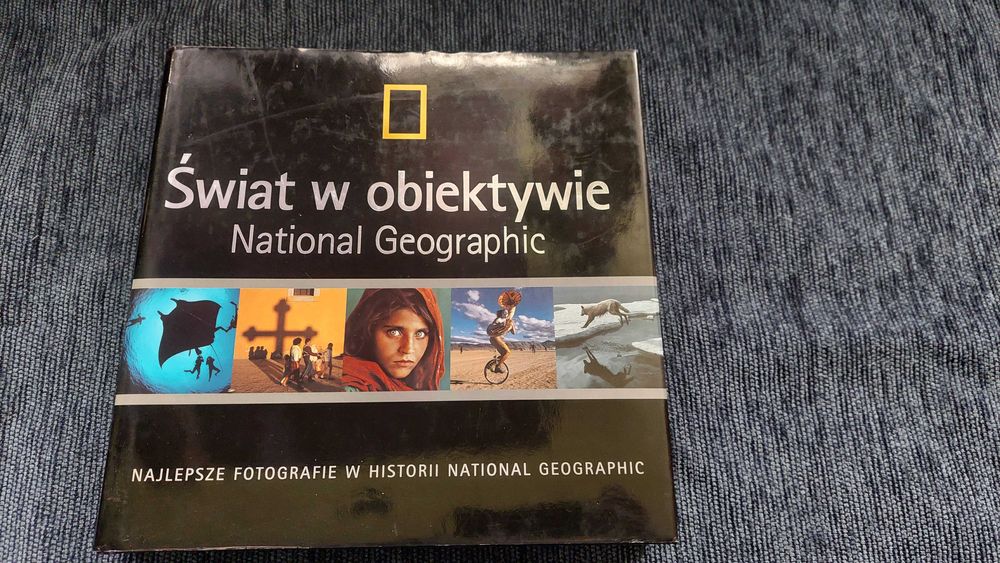 Świat w obiektywie
National Geographic
NAJLEPSZE FOTOGRAFIE W HISTORII NATIONAL GEOGRAPHIC